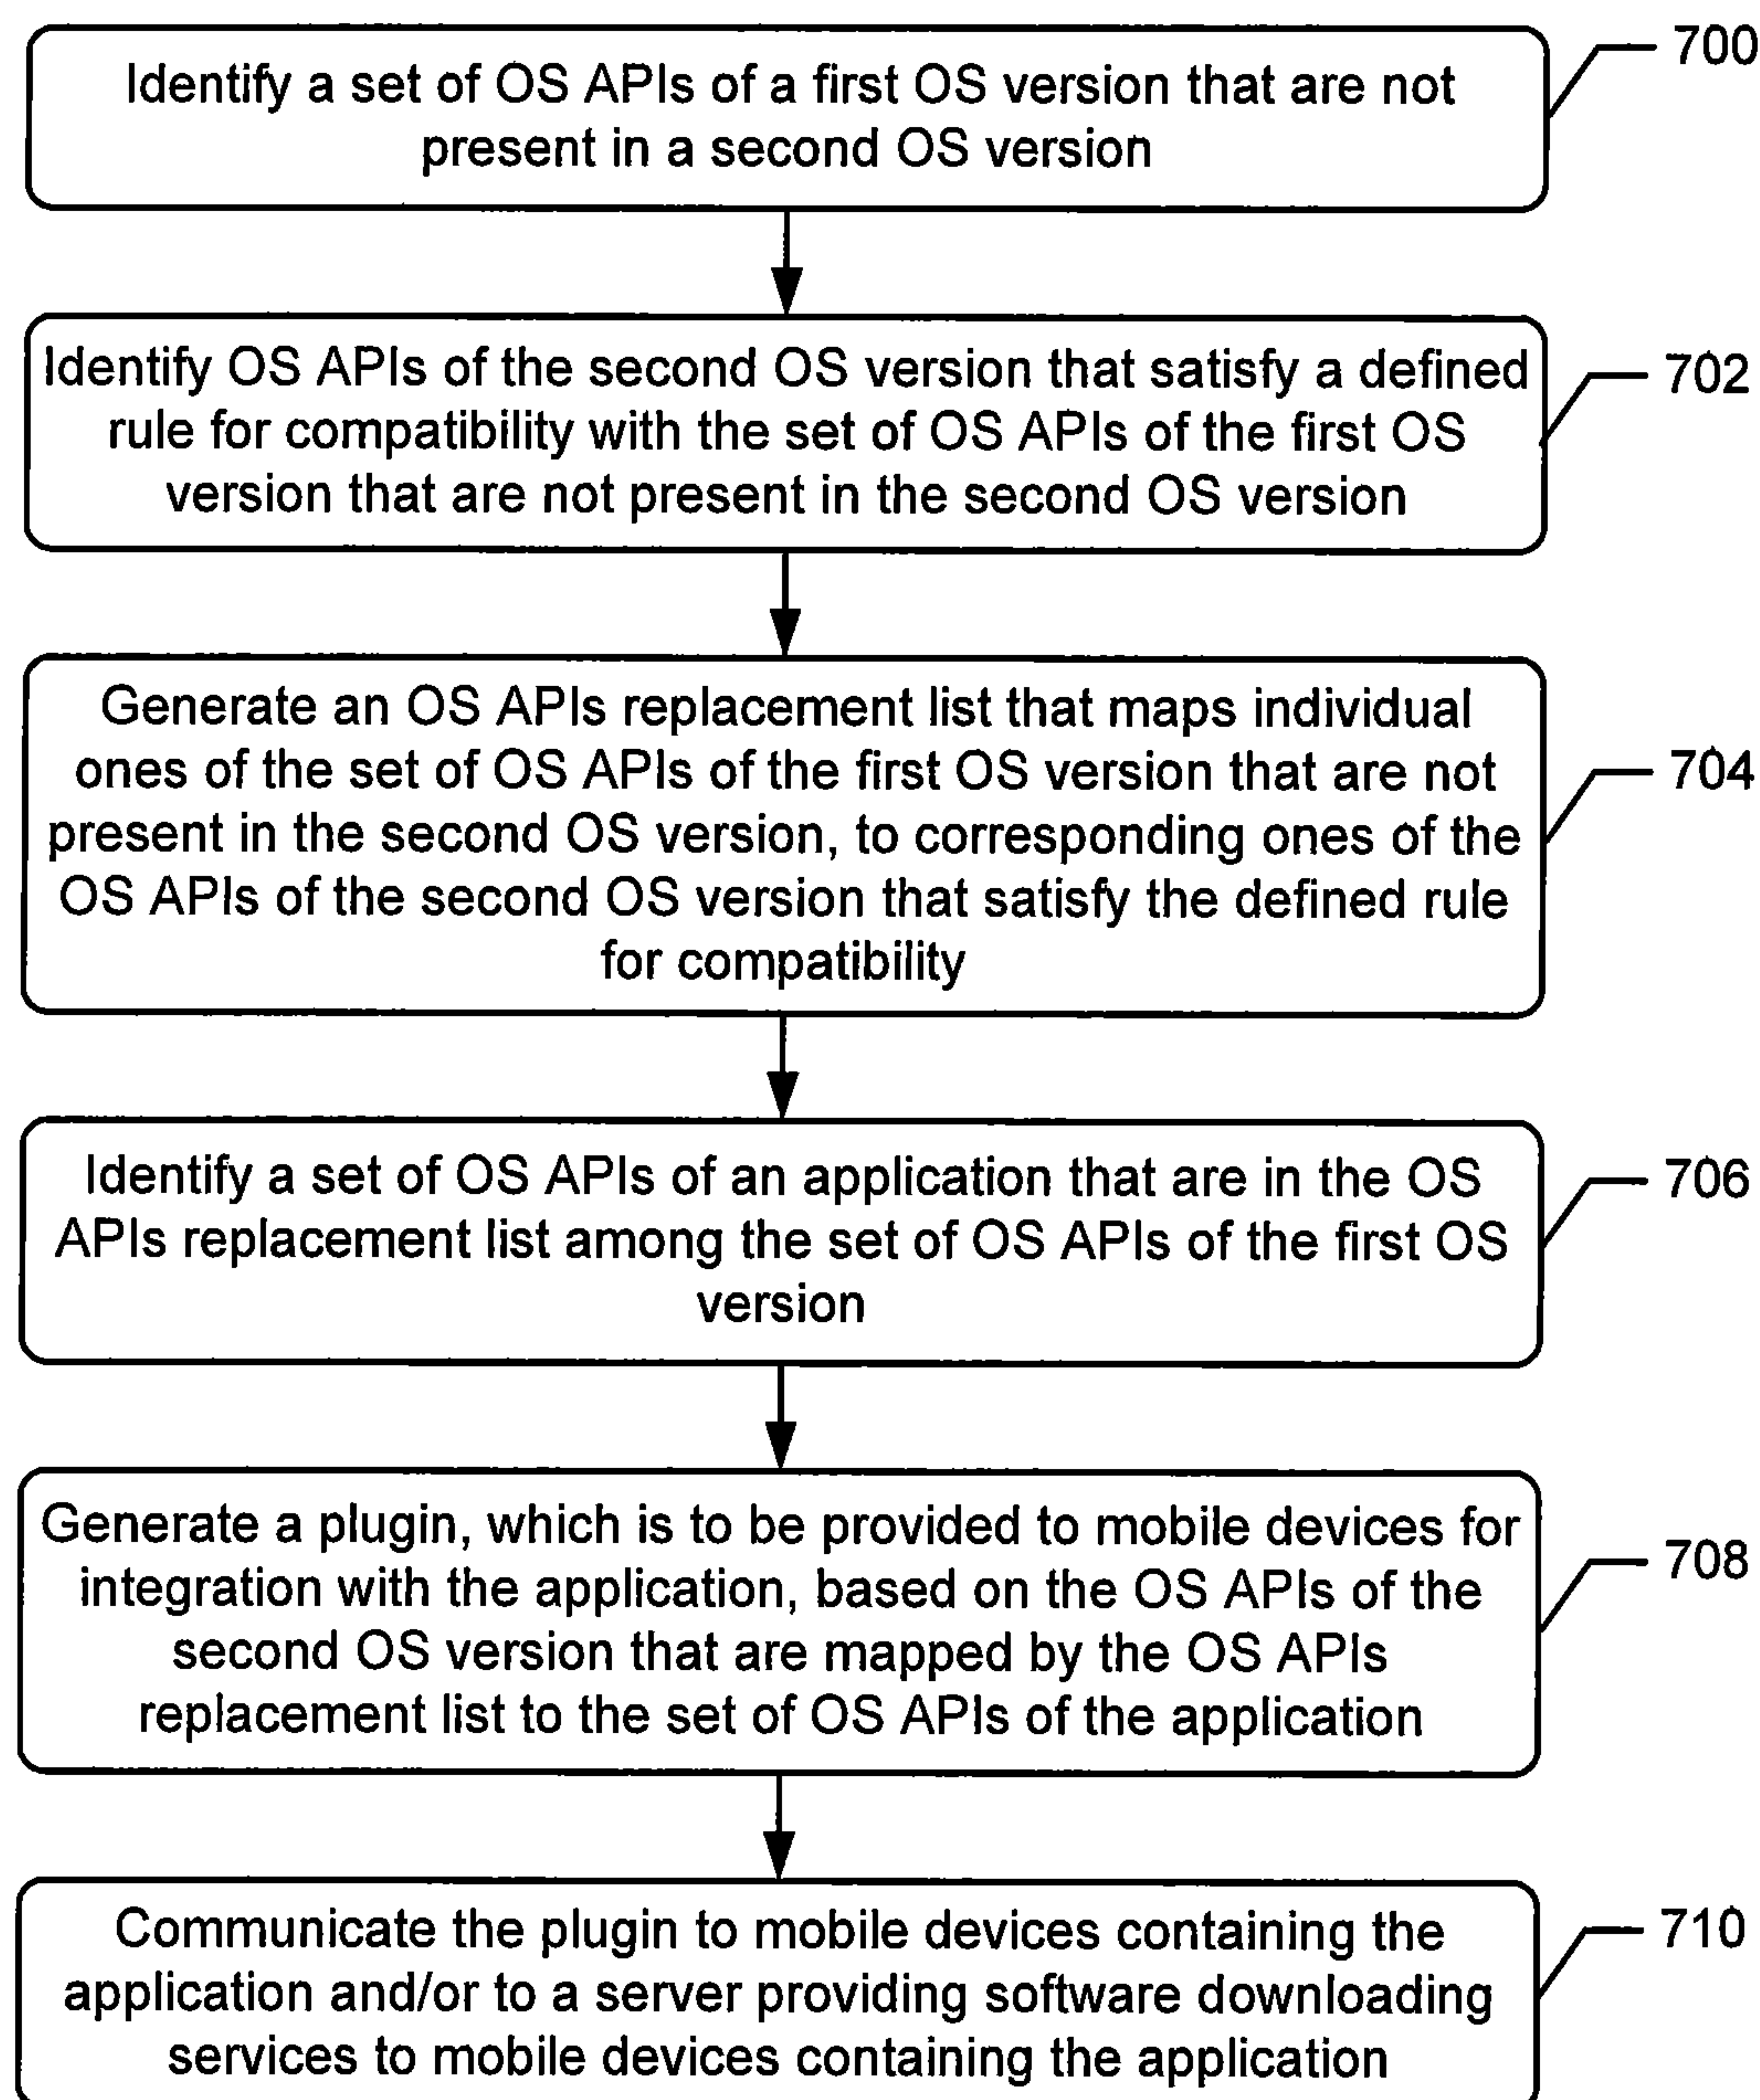 Identify a set of OS APIs of a first OS version that are not
present in a second OS version
700
Identify OS APIs of the second OS version that satisfy a defined
rule for compatibility with the set of OS APIs of the first OS
version that are not present in the second OS version
702
Generate an OS APIs replacement list that maps individual
ones of the set of OS APIs of the first OS version that are not
present in the second OS version, to corresponding ones of the
OS APIs of the second OS version that satisfy the defined rule
for compatibility
704
Identify a set of OS APIs of an application that are in the OS
APIs replacement list among the set of OS APIs of the first OS
version
706
Generate a plugin, which is to be provided to mobile devices for
integration with the application, based on the OS APIs of the
second OS version that are mapped by the OS APIs
replacement list to the set of OS APIs of the application
708
Communicate the plugin to mobile devices containing the
application and/or to a server providing software downloading
services to mobile devices containing the application
710